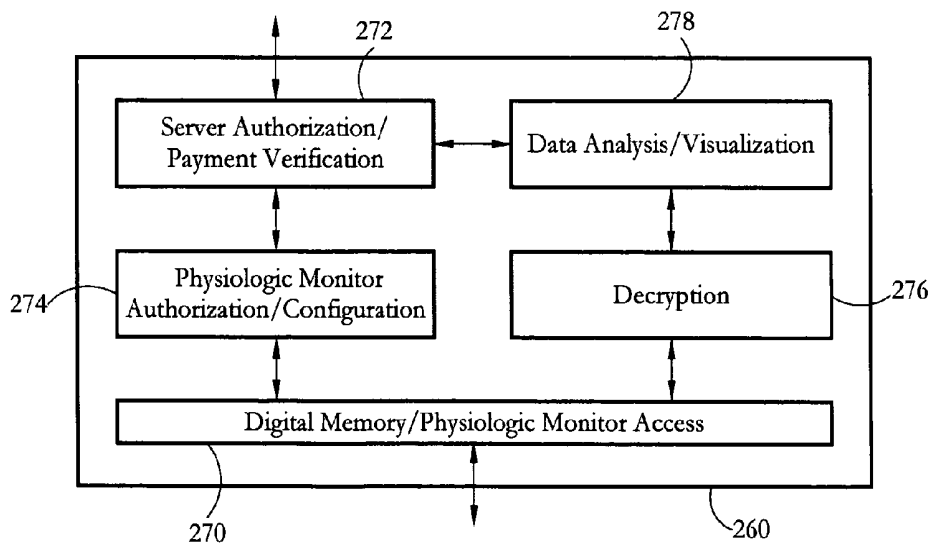 272
278
Server Authorization/
Payment Verification
Data Analysis/Visualization
274
Physiologic Monitor
Authorization/Configuration
Decryption
276
Digital Memory/Physiologic Monitor Access
270
260